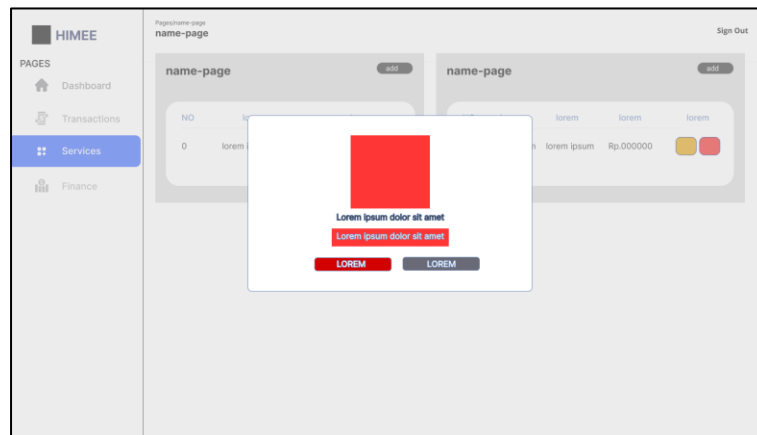 HIMEE
PAGES
Dashboard
Transactions
Services
Finance
Pages/name-page
name-page
Sign Out
name-page
add
NO
0 lorem
name-page
add
lorem lorem lorem
lorem ipsum Rp.000000
Lorem ipsum dolor sit amet
Lorem ipsum dolor sit amet
LOREM
LOREM